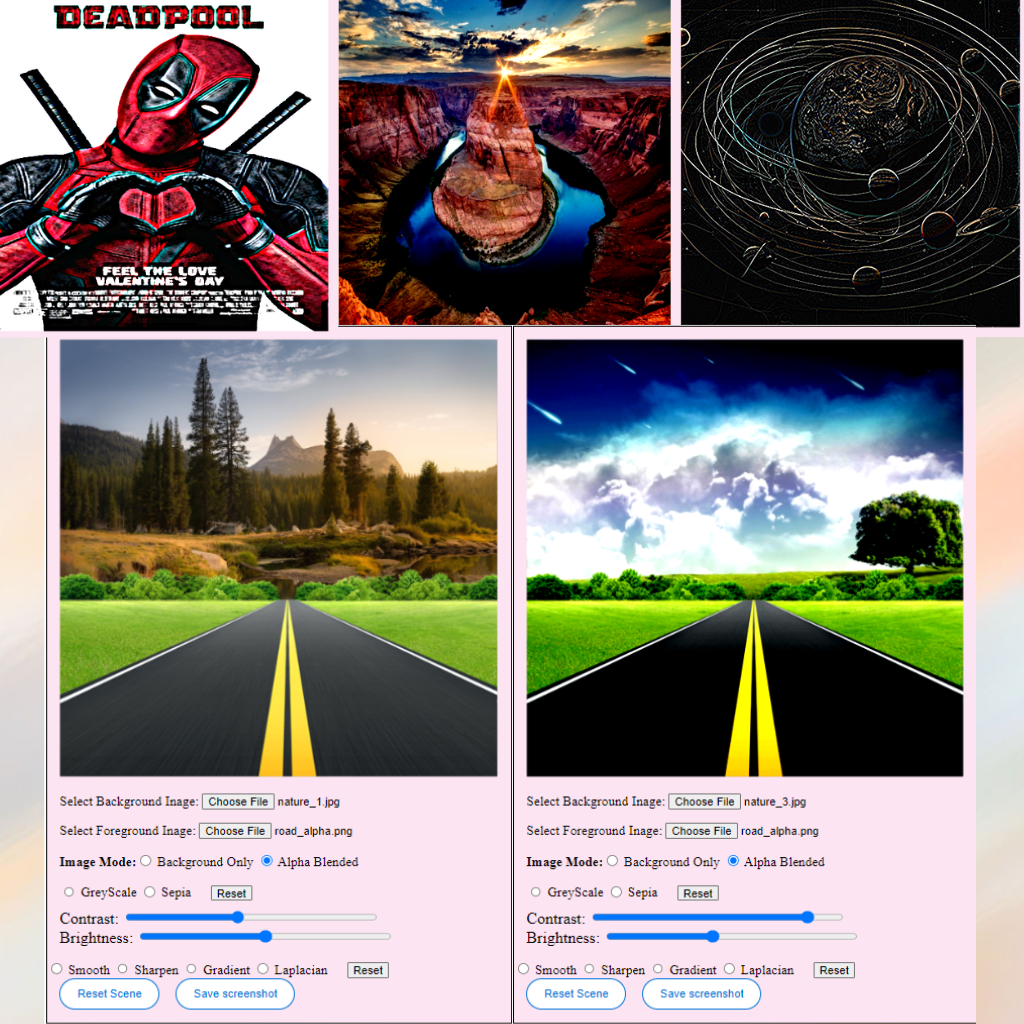 DEADPOOL
FEEL THE LOVE
VALENTINE'S DAY
Select Background Image: Choose File nature_1.jpg
Select Foreground Image: Choose File road_alpha.png
Image Mode: Background Only Alpha Blended
GreyScale Sepia Reset
Contrast:
Brightness:
Smooth Sharpen Gradient Laplacian Reset
Reset Scene Save screenshot
Select Background Image: Choose File nature_3.jpg
Select Foreground Image: Choose File road_alpha.png
Image Mode: Background Only Alpha Blended
GreyScale Sepia Reset
Contrast:
Brightness:
Smooth Sharpen Gradient Laplacian Reset
Reset Scene Save screenshot